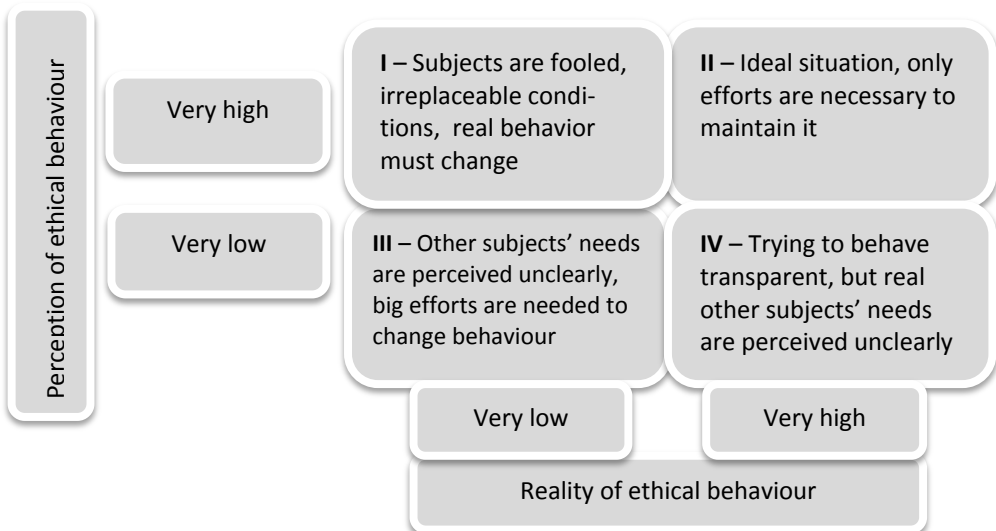 Perception of ethical behaviour
Very high
I – Subjects are fooled,
irreplaceable condi-
tions, real behavior
must change
II – Ideal situation, only
efforts are necessary to
maintain it
Very low
III – Other subjects’ needs
are perceived unclearly,
big efforts are needed to
change behaviour
IV – Trying to behave
transparent, but real
other subjects’ needs
are perceived unclearly
Very low
Very high
Reality of ethical behaviour